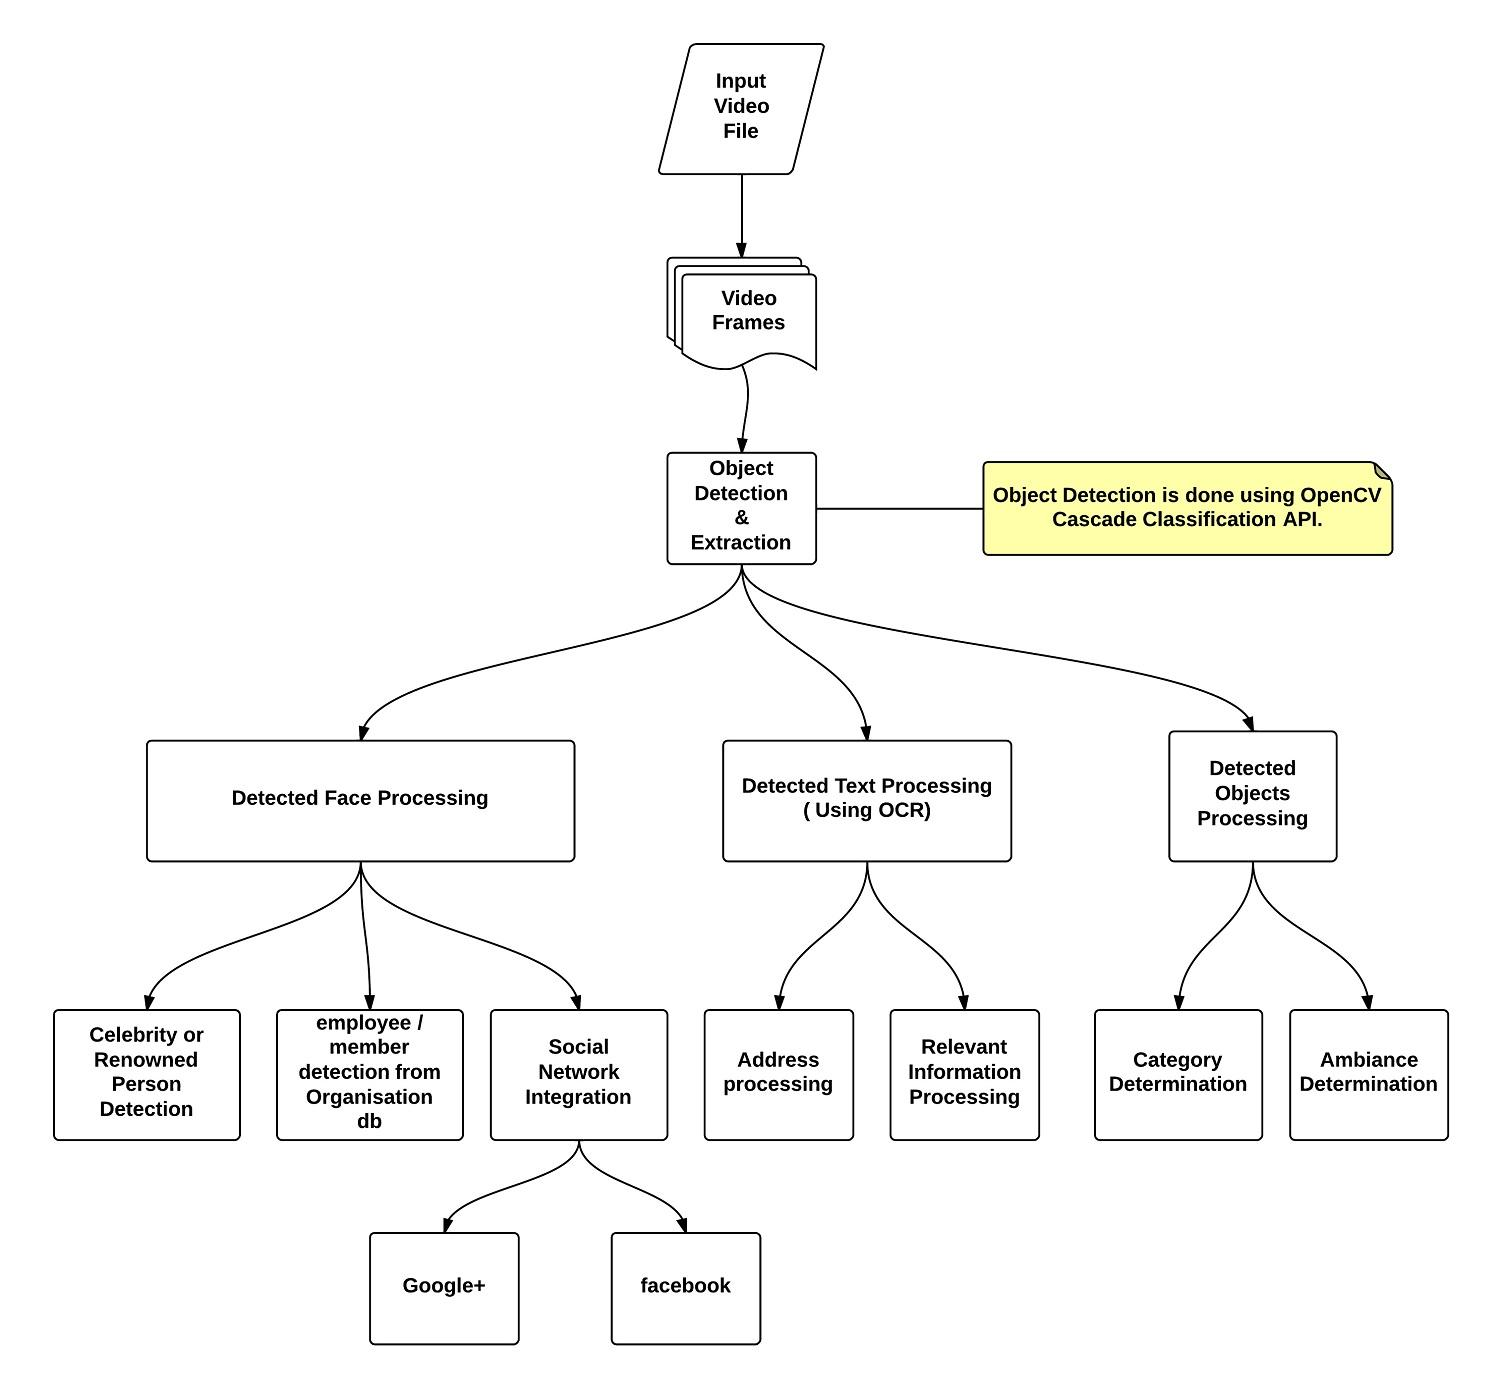 Input
Video
File
Video
Frames
Object
Detection
&
Extraction
Object Detection is done using OpenCV
Cascade Classification API.
Detected Face Processing
Detected Text Processing
( Using OCR)
Detected
Objects
Processing
Celebrity or
Renowned
Person
Detection
employee /
member
detection from
Organisation
db
Social
Network
Integration
Address
processing
Relevant
Information
Processing
Category
Determination
Ambiance
Determination
Google+
facebook